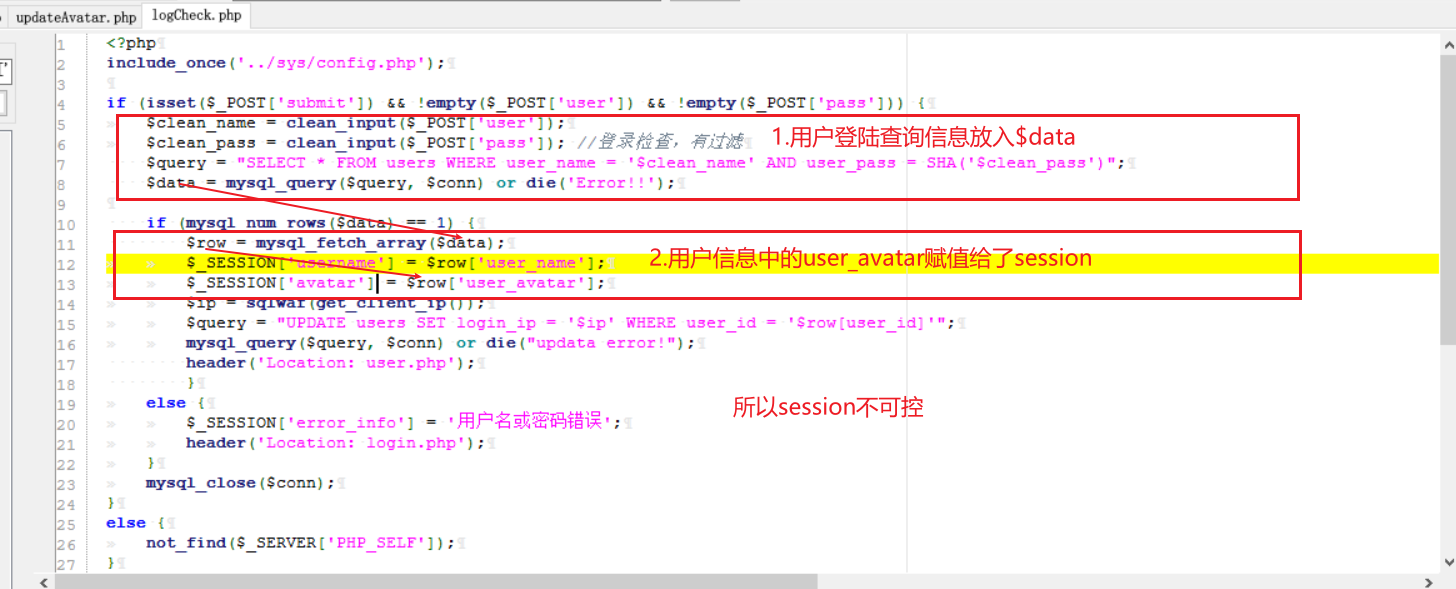 updateAvatar.php logCheck.php
1 <?php
2 include_once('../sys/config.php');
3
4 if (isset($_POST['submit']) && !empty($_POST['user']) && !empty($_POST['pass'])) {
5 $clean_name = clean_input($_POST['user']);
6 $clean_pass = clean_input($_POST['pass']); //登录检查，有过滤 1.用户登陆查询信息放入$data
7 $query = "SELECT * FROM users WHERE user_name = '$clean_name' AND user_pass = SHA('$clean_pass')";
8 $data = mysql_query($query, $conn) or die('Error!!');
9
10 if (mysql_num_rows($data) == 1) {
11 $row = mysql_fetch_array($data);
12 $_SESSION['username'] = $row['user_name']; 2.用户信息中的user_avatar赋值给了session
13 $_SESSION['avatar'] = $row['user_avatar'];
14 $ip = sqlwaf(get_client_ip());
15 $query = "UPDATE users SET login_ip = '$ip' WHERE user_id = '$row[user_id]'";
16 mysql_query($query, $conn) or die("updata error!");
17 header('Location: user.php');
18 }
19 else {
所以session不可控
20 $_SESSION['error_info'] = '用户名或密码错误';
21 header('Location: login.php');
22 }
23 mysql_close($conn);
24 }
25 else {
26 not_find($_SERVER['PHP_SELF']);
27 }